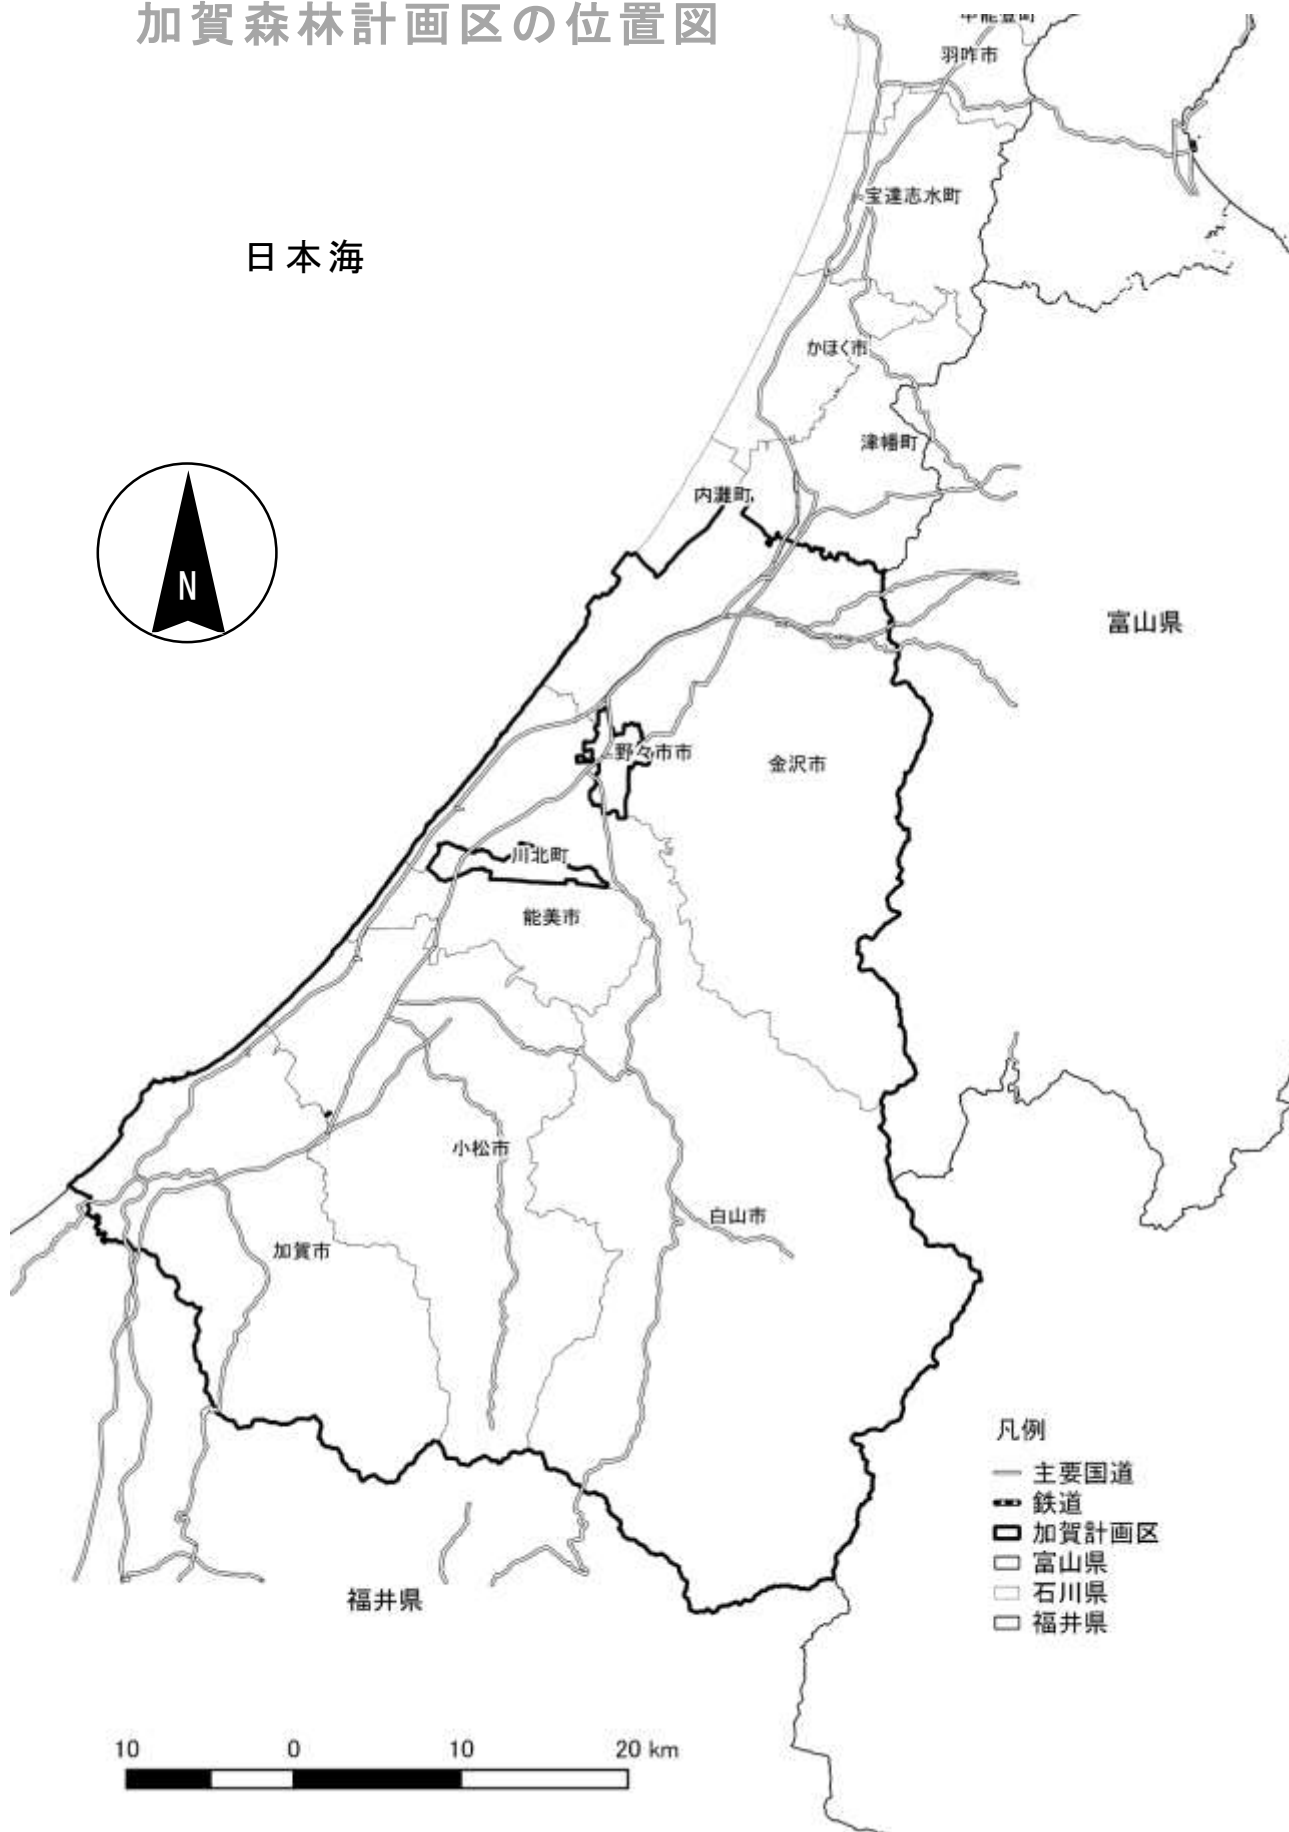 加賀森林計画区の位置図
中能登町
羽咋市
宝達志水町
日本海
かほく市
津幡町
内灘町
N
富山県
野々市市
金沢市
川北町
能美市
小松市
白山市
加賀市
凡例
主要国道
鉄道
加賀計画区
富山県
石川県
福井県
福井県
10 0 10 20 km